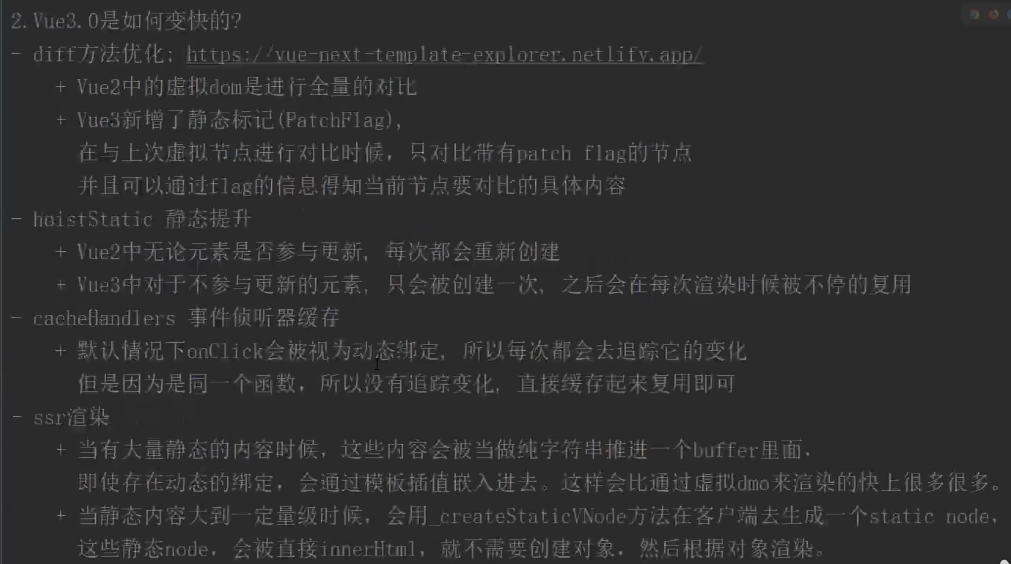 2.Vue3.0是如何变快的?
- diff方法优化: https://vue-next-template-explorer.netlify.app/
+ Vue2中的虚拟dom是进行全量的对比
+ Vue3新增了静态标记(PatchFlag),
在与上次虚拟节点进行对比时候，只对比带有patch flag的节点
并且可以通过flag的信息得知当前节点要对比的具体内容
- hoistStatic 静态提升
+ Vue2中无论元素是否参与更新, 每次都会重新创建
+ Vue3中对于不参与更新的元素, 只会被创建一次, 之后会在每次渲染时候被不停的复用
- cacheHandlers 事件侦听器缓存
+ 默认情况下onClick会被视为动态绑定, 所以每次都会去追踪它的变化
但是因为是同一个函数，所以没有追踪变化, 直接缓存起来复用即可
- ssr渲染
+ 当有大量静态的内容时候，这些内容会被当做纯字符串推进一个buffer里面,
即使存在动态的绑定，会通过模板插值嵌入进去。这样会比通过虚拟dmo来渲染的快上很多很多。
+ 当静态内容大到一定量级时候，会用_createStaticVNode方法在客户端去生成一个static node,
这些静态node，会被直接innerHtml，就不需要创建对象，然后根据对象渲染。